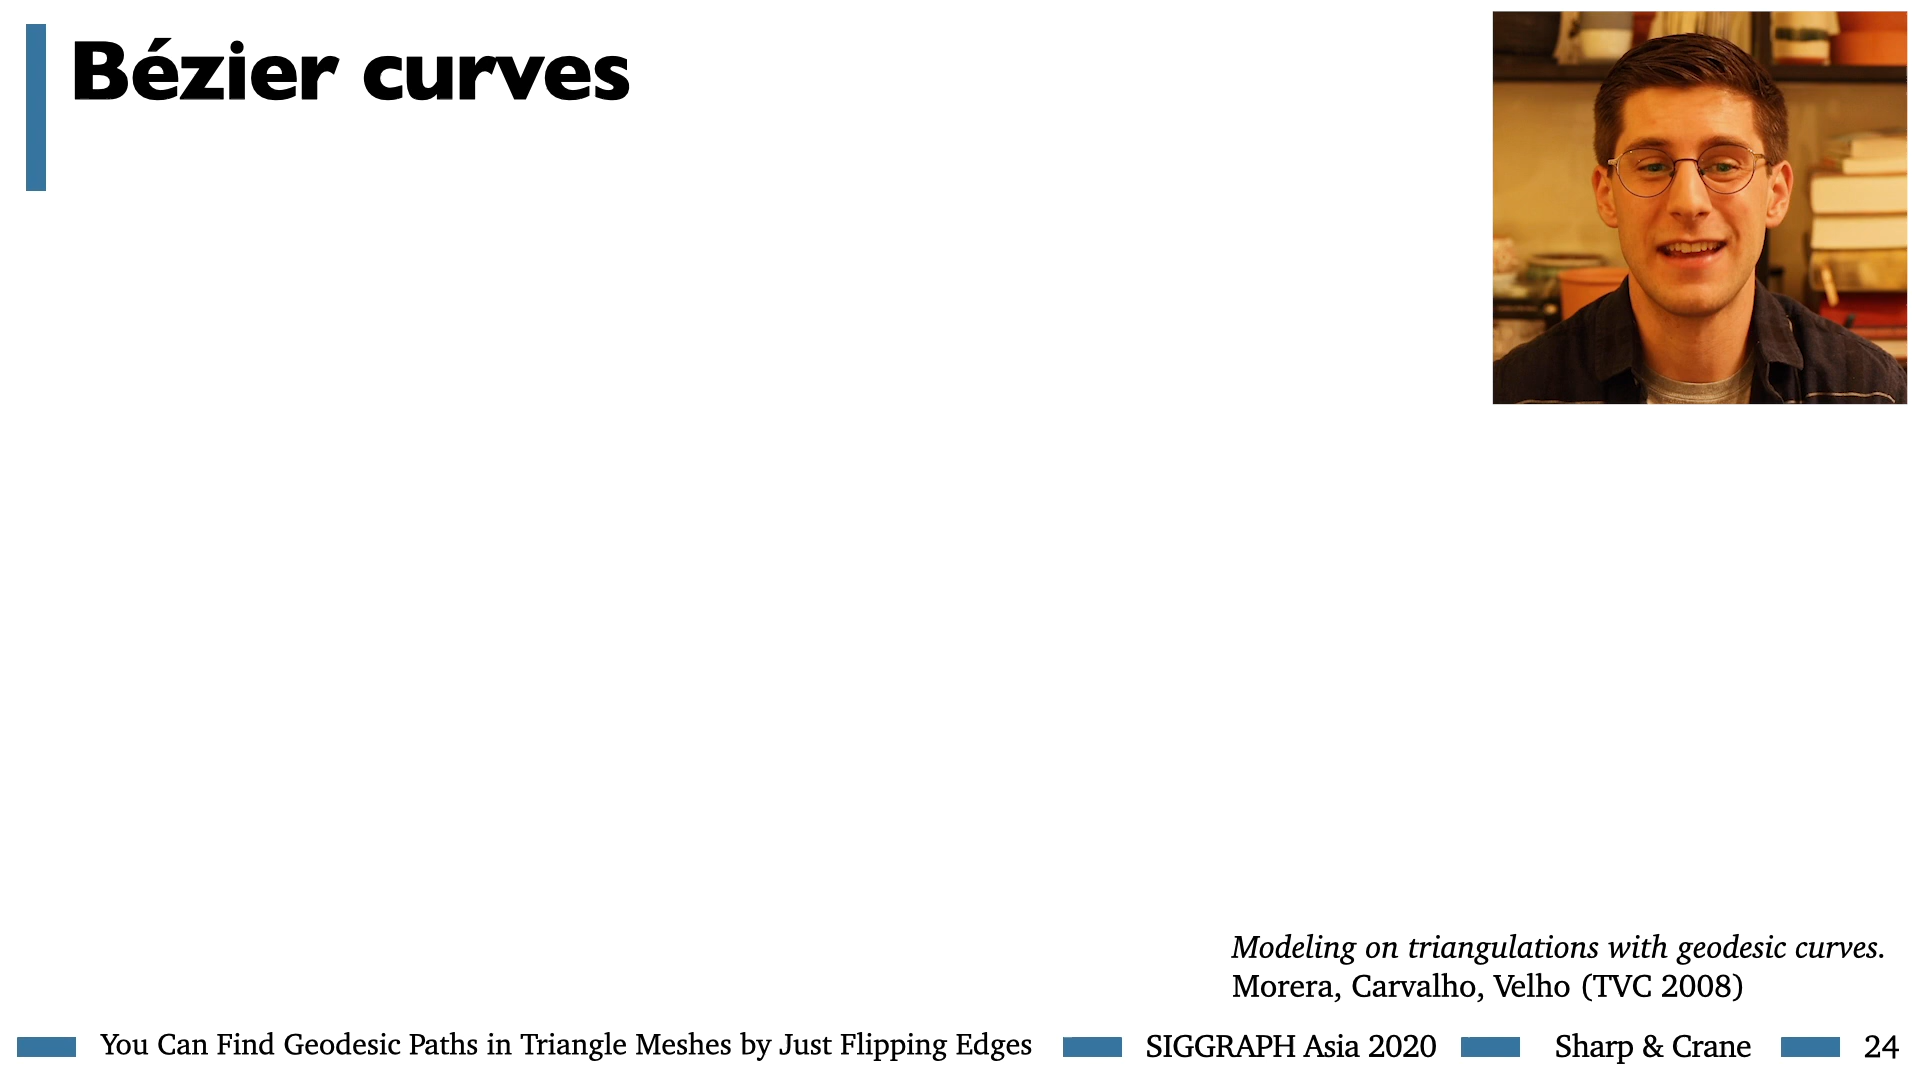 Bézier curves
Modeling on triangulations with geodesic curves.
Morera, Carvalho, Velho (TVC 2008)
You Can Find Geodesic Paths in Triangle Meshes by Just Flipping Edges SIGGRAPH Asia 2020 Sharp & Crane 24